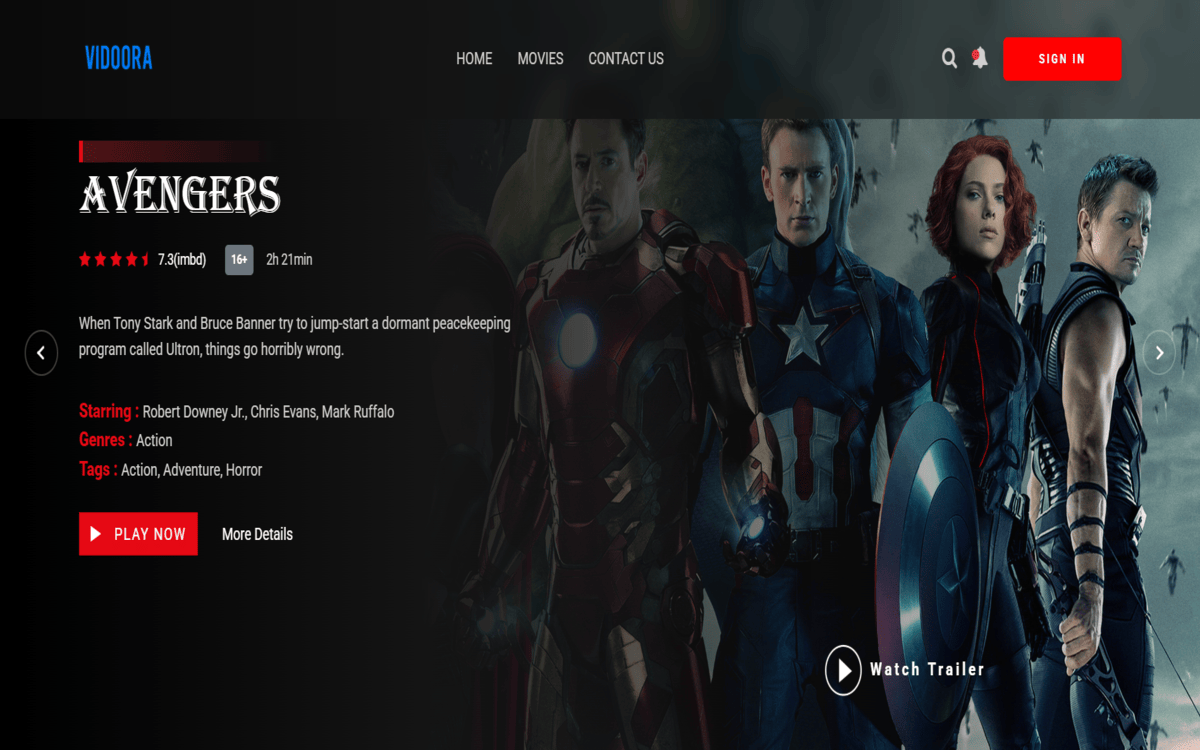 VIDOORA
HOME MOVIES CONTACT US
SIGN IN
AVENGERS
7.3(imbd) 16+ 2h 21min
When Tony Stark and Bruce Banner try to jump-start a dormant peacekeeping
program called Ultron, things go horribly wrong.
Starring : Robert Downey Jr., Chris Evans, Mark Ruffalo
Genres : Action
Tags : Action, Adventure, Horror
PLAY NOW More Details
Watch Trailer